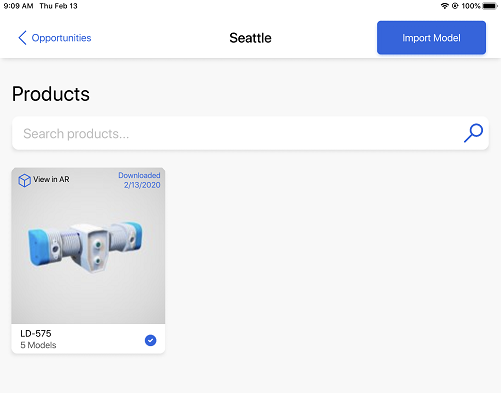 9:09 AM Thu Feb 13 100%
Opportunities Seattle Import Model
Products
Search products...
View in AR Downloaded
2/13/2020
LD-575
5 Models